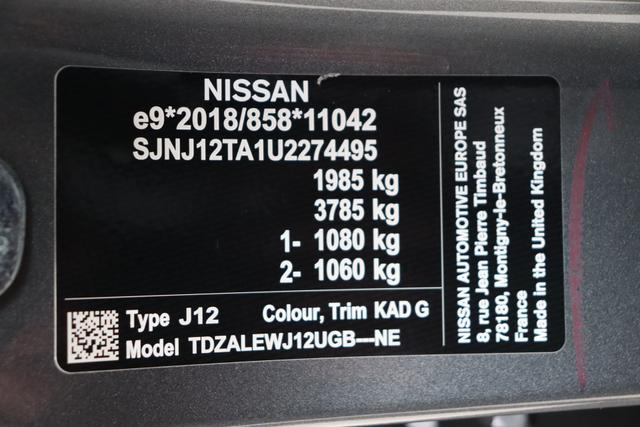 NISSAN
e9*2018/858*11042
SJNJ12TA1U2274495
1985 kg
3785 kg
1- 1080 kg
2- 1060 kg
Type J12 Colour, Trim KAD G
Model TDZALEWJ12UGB---NE
NISSAN AUTOMOTIVE EUROPE SAS
8, rue Jean Pierre Timbaud
78180, Montigny-le-Bretonneux
France
Made in the United Kingdom